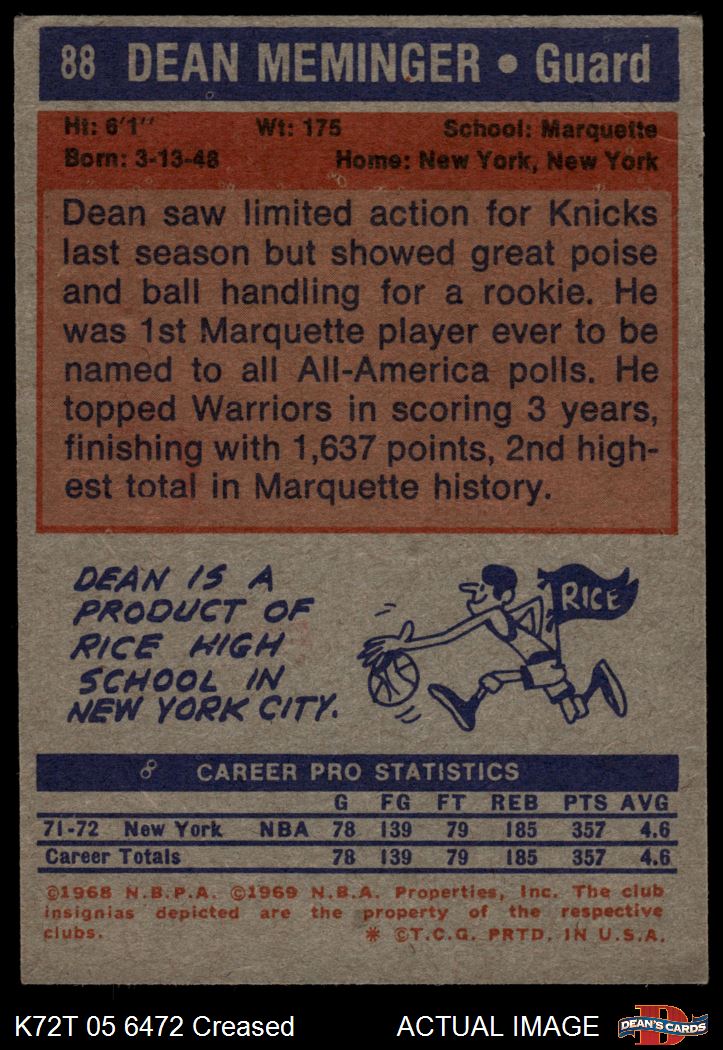 88 DEAN MEMINGER • Guard
Ht: 6'1" Wt: 175 School: Marquette
Born: 3-13-48 Home: New York, New York
Dean saw limited action for Knicks
last season but showed great poise
and ball handling for a rookie. He
was 1st Marquette player ever to be
named to all All-America polls. He
topped Warriors in scoring 3 years,
finishing with 1,637 points, 2nd high-
est total in Marquette history.
DEAN IS A
PRODUCT OF
RICE HIGH
SCHOOL IN
NEW YORK CITY.
RICE
CAREER PRO STATISTICS
G FG FT REB PTS AVG
71-72 New York NBA 78 139 79 185 357 4.6
Career Totals 78 139 79 185 357 4.6
©1968 N.B.P.A. ©1969 N.B.A. Properties, Inc. The club
insignias depicted are the property of the respective
clubs. * ©T.C.G. PRTD. IN U.S.A.
K72T 05 6472 Creased ACTUAL IMAGE
D
DEAN'S CARDS